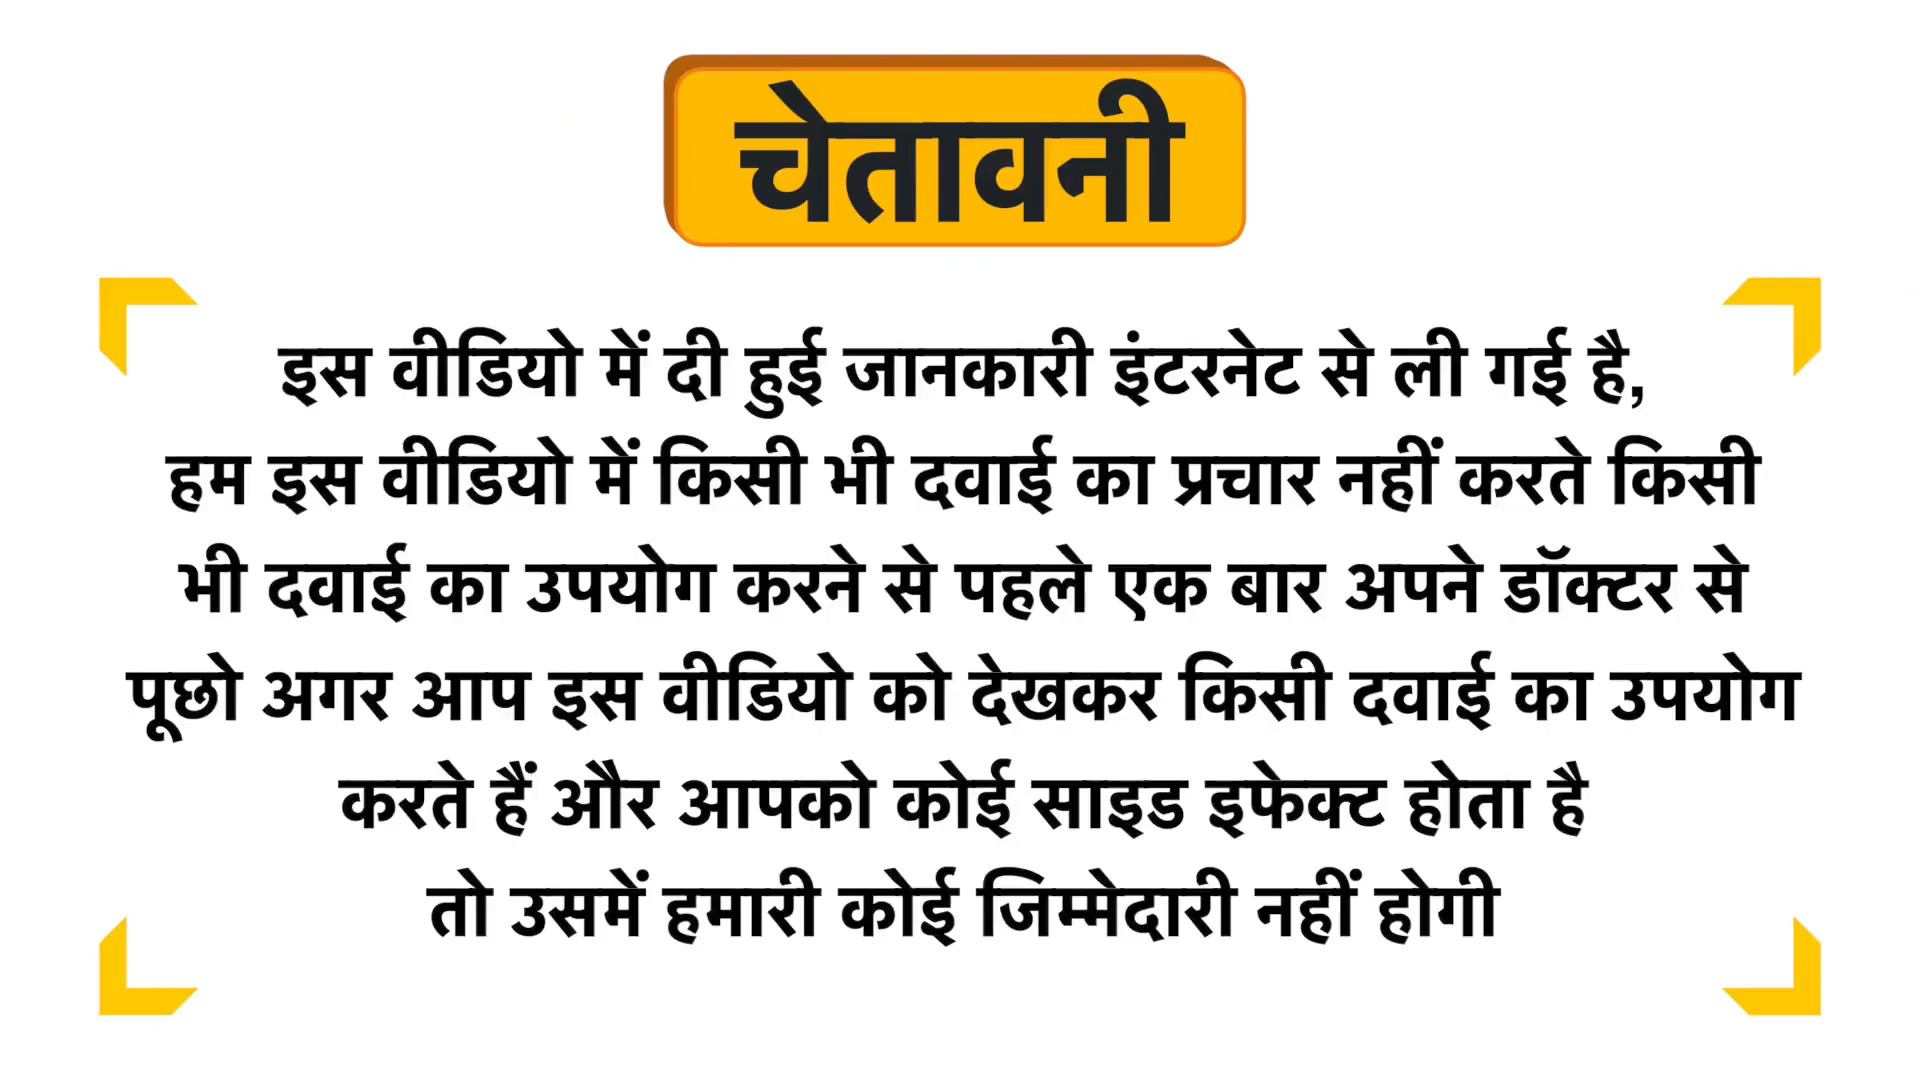 चेतावनी
इस वीडियो में दी हुई जानकारी इंटरनेट से ली गई है,
हम इस वीडियो में किसी भी दवाई का प्रचार नहीं करते किसी
भी दवाई का उपयोग करने से पहले एक बार अपने डॉक्टर से
पूछो अगर आप इस वीडियो को देखकर किसी दवाई का उपयोग
करते हैं और आपको कोई साइड इफेक्ट होता है
तो उसमें हमारी कोई जिम्मेदारी नहीं होगी